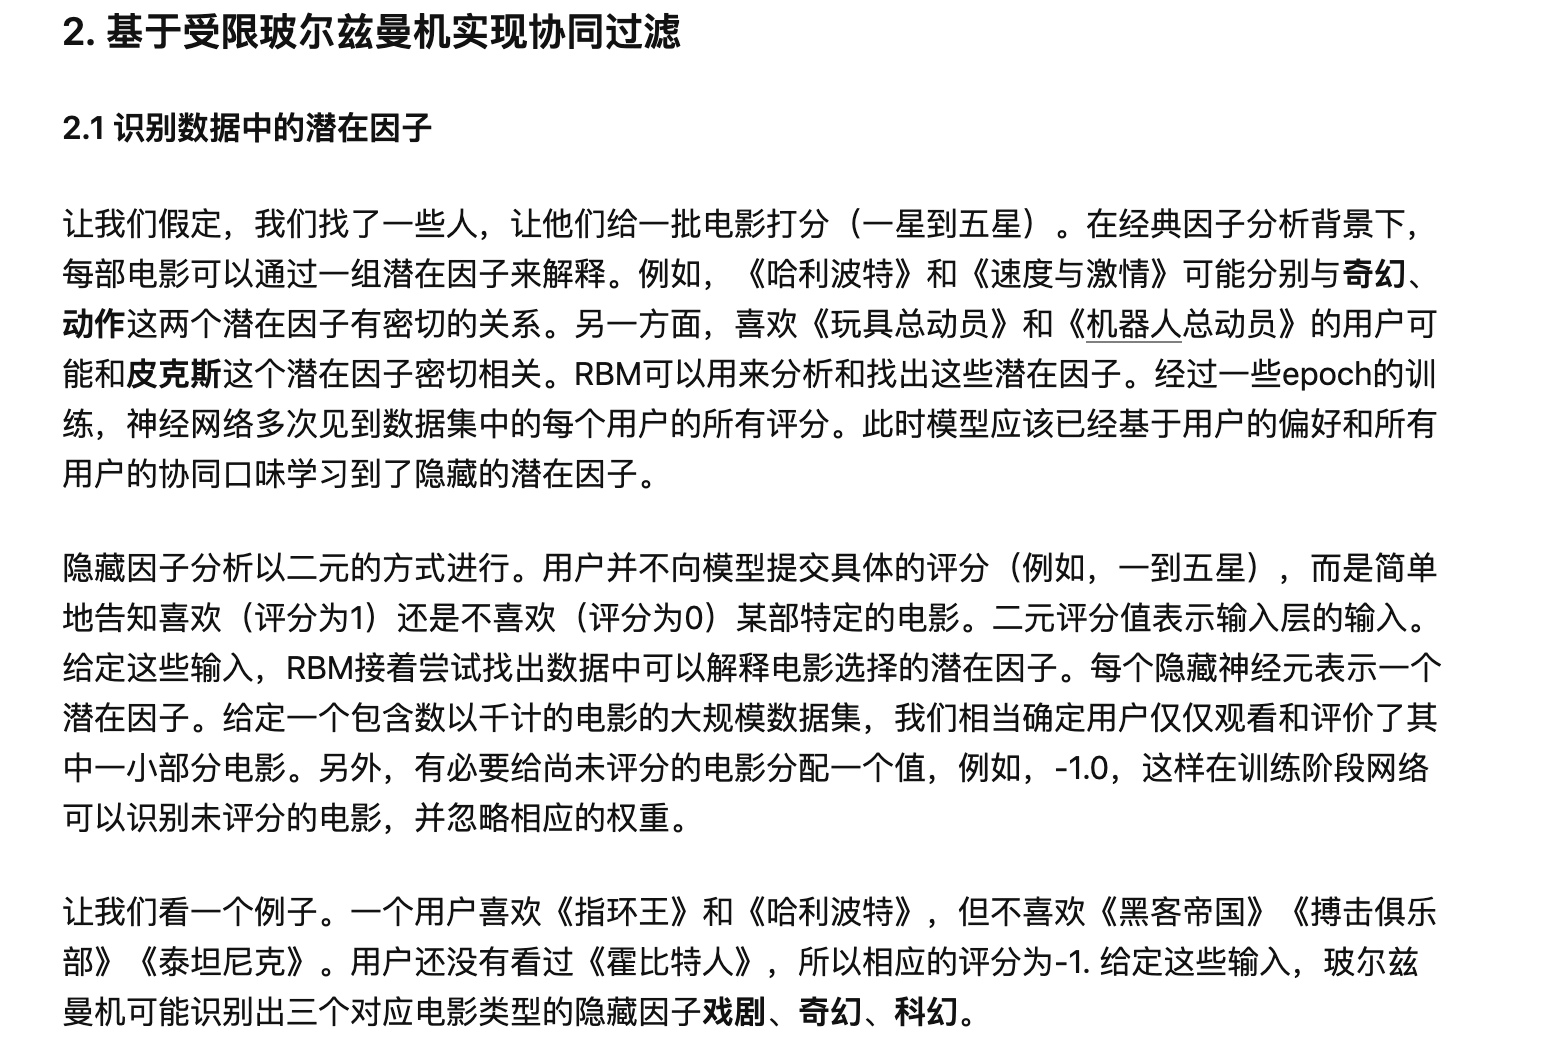 2. 基于受限玻尔兹曼机实现协同过滤
2.1 识别数据中的潜在因子
让我们假定，我们找了一些人，让他们给一批电影打分（一星到五星）。在经典因子分析背景下，
每部电影可以通过一组潜在因子来解释。例如，《哈利波特》和《速度与激情》可能分别与奇幻、
动作这两个潜在因子有密切的关系。另一方面，喜欢《玩具总动员》和《机器人总动员》的用户可
能和皮克斯这个潜在因子密切相关。RBM可以用来分析和找出这些潜在因子。经过一些epoch的训
练，神经网络多次见到数据集中的每个用户的所有评分。此时模型应该已经基于用户的偏好和所有
用户的协同口味学习到了隐藏的潜在因子。
隐藏因子分析以二元的方式进行。用户并不向模型提交具体的评分（例如，一到五星），而是简单
地告知喜欢（评分为1）还是不喜欢（评分为0）某部特定的电影。二元评分值表示输入层的输入。
给定这些输入，RBM接着尝试找出数据中可以解释电影选择的潜在因子。每个隐藏神经元表示一个
潜在因子。给定一个包含数以千计的电影的大规模数据集，我们相当确定用户仅仅观看和评价了其
中一小部分电影。另外，有必要给尚未评分的电影分配一个值，例如，-1.0，这样在训练阶段网络
可以识别未评分的电影，并忽略相应的权重。
让我们看一个例子。一个用户喜欢《指环王》和《哈利波特》，但不喜欢《黑客帝国》《搏击俱乐
部》《泰坦尼克》。用户还没有看过《霍比特人》，所以相应的评分为-1. 给定这些输入，玻尔兹
曼机可能识别出三个对应电影类型的隐藏因子戏剧、奇幻、科幻。